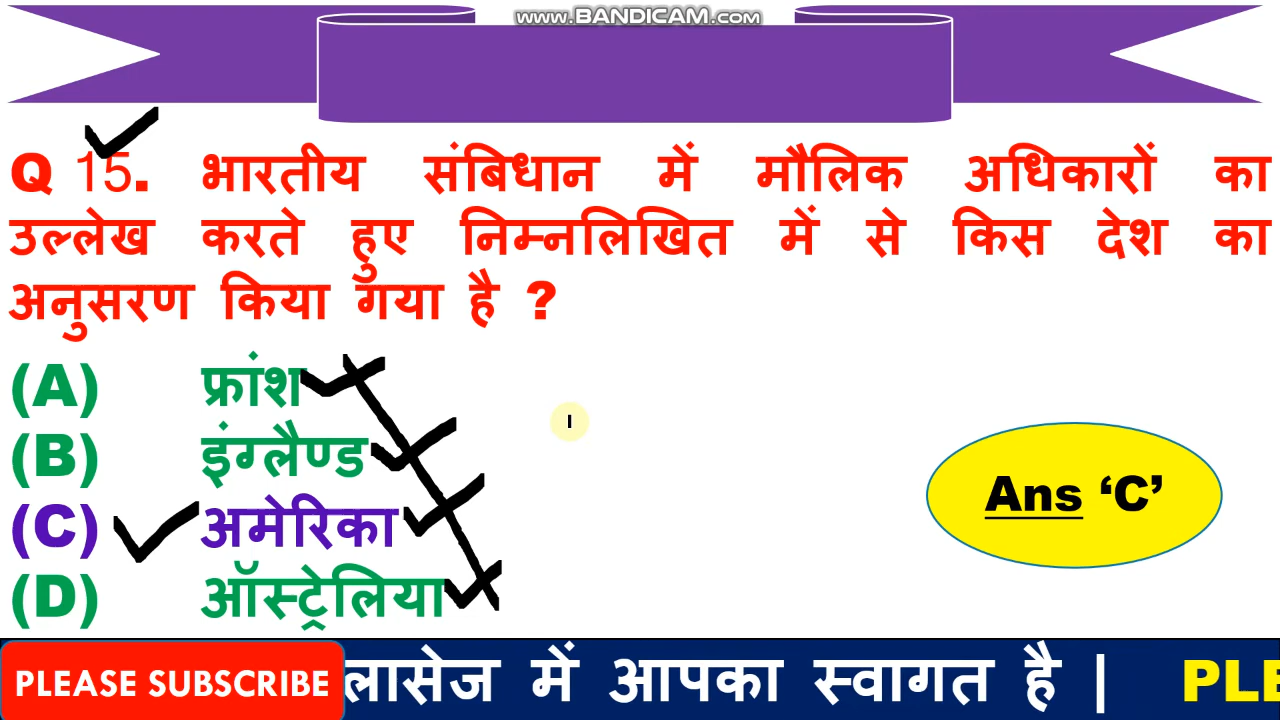 www.BANDICAM.com
Q 15. भारतीय संबिधान में मौलिक अधिकारों का
उल्लेख करते हुए निम्नलिखित में से किस देश का
अनुसरण किया गया है ?
(A) फ्रांश
(B) इंग्लैण्ड
(C) अमेरिका
(D) ऑस्ट्रेलिया
Ans ‘C’
PLEASE SUBSCRIBE
लासेज में आपका स्वागत है | PLE